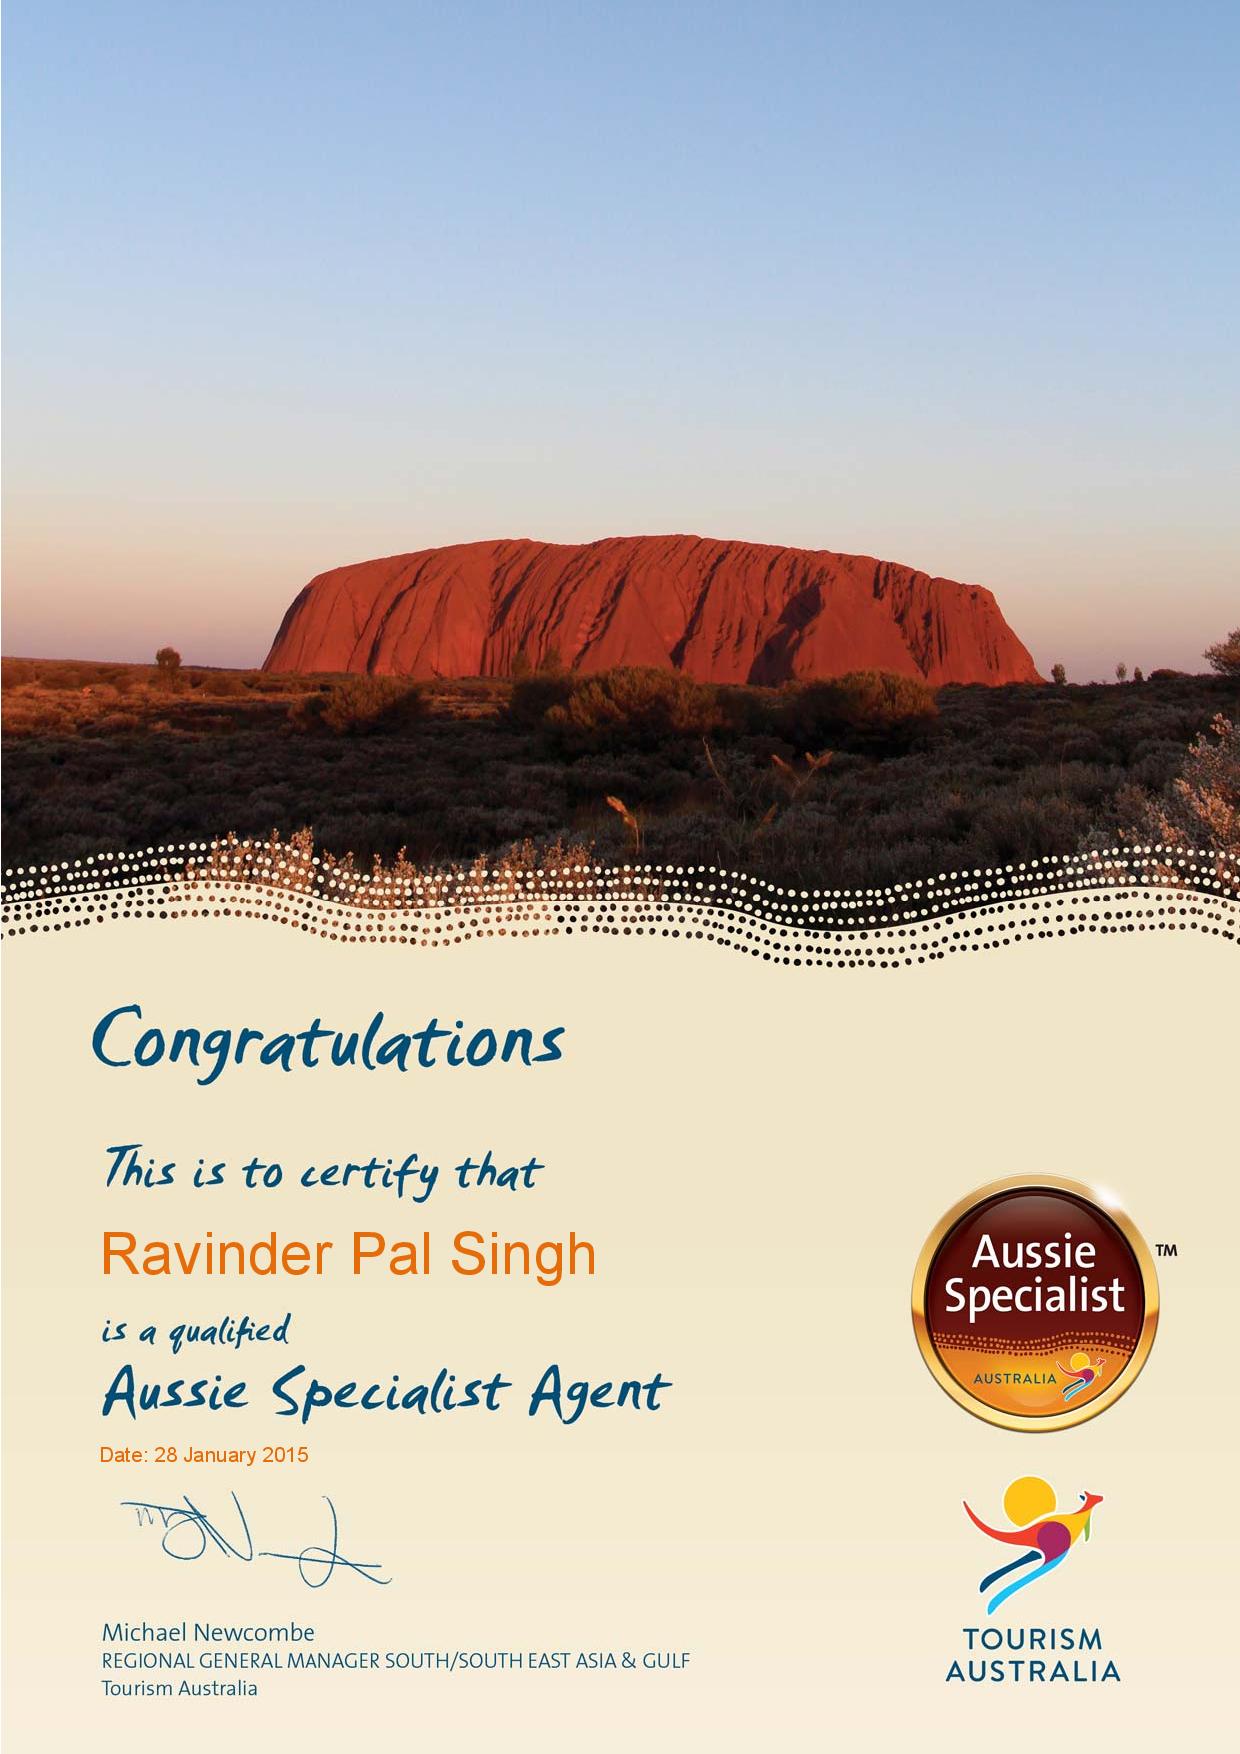 Congratulations
This is to certify that
Ravinder Pal Singh
is a qualified
Aussie Specialist Agent
Date: 28 January 2015
Michael Newcombe
REGIONAL GENERAL MANAGER SOUTH/SOUTH EAST ASIA & GULF
Tourism Australia
Aussie
Specialist
AUSTRALIA
TM
TOURISM
AUSTRALIA